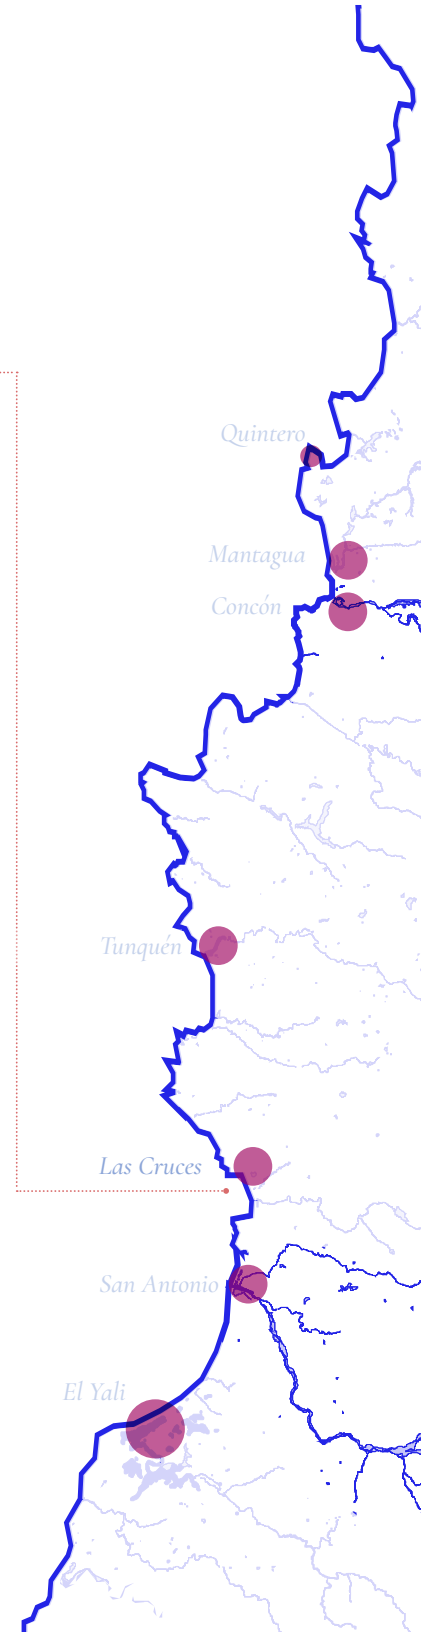 Quintero
Mantagua
Concón
Tunquén
Las Cruces
San Antonio
El Yali